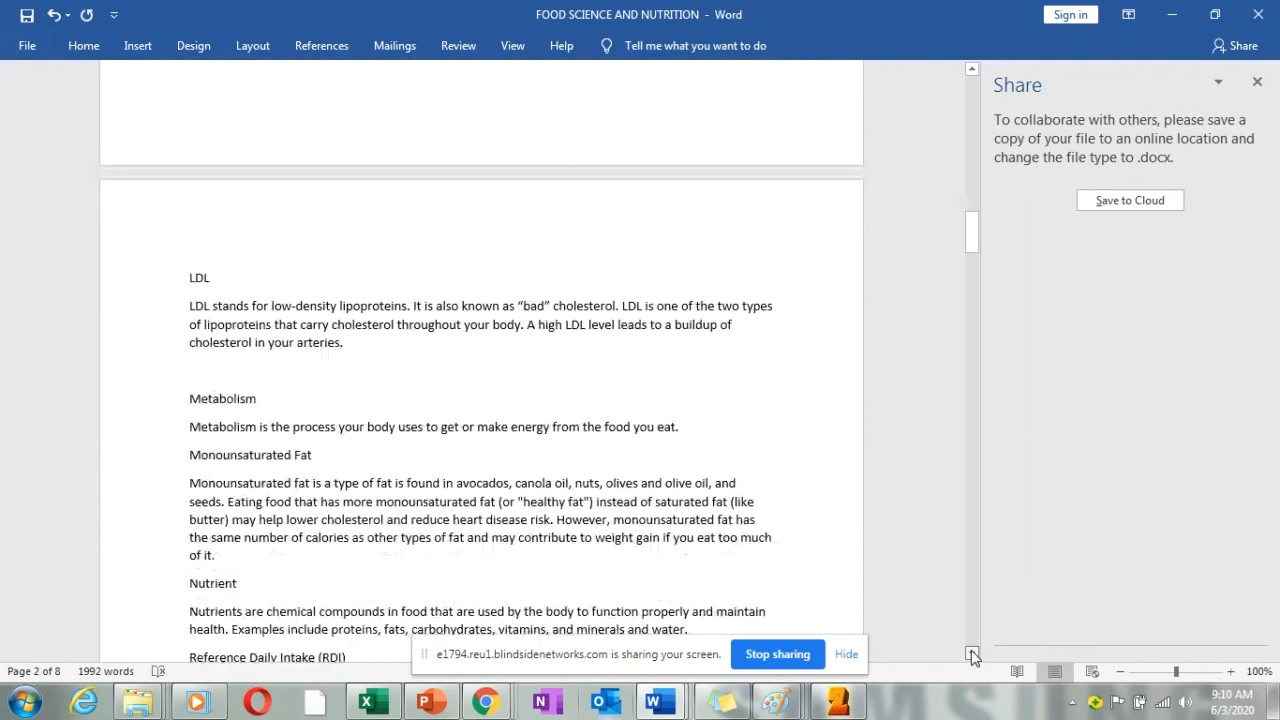 FOOD SCIENCE AND NUTRITION - Word
Sign in
File Home Insert Design Layout References Mailings Review View Help Tell me what you want to do Share
Share
To collaborate with others, please save a
copy of your file to an online location and
change the file type to .docx.
Save to Cloud
LDL
LDL stands for low-density lipoproteins. It is also known as “bad” cholesterol. LDL is one of the two types
of lipoproteins that carry cholesterol throughout your body. A high LDL level leads to a buildup of
cholesterol in your arteries.
Metabolism
Metabolism is the process your body uses to get or make energy from the food you eat.
Monounsaturated Fat
Monounsaturated fat is a type of fat is found in avocados, canola oil, nuts, olives and olive oil, and
seeds. Eating food that has more monounsaturated fat (or "healthy fat") instead of saturated fat (like
butter) may help lower cholesterol and reduce heart disease risk. However, monounsaturated fat has
the same number of calories as other types of fat and may contribute to weight gain if you eat too much
of it.
Nutrient
Nutrients are chemical compounds in food that are used by the body to function properly and maintain
health. Examples include proteins, fats, carbohydrates, vitamins, and minerals and water.
Reference Daily Intake (RDI)
e1794.reu1.blindsidenetworks.com is sharing your screen. Stop sharing Hide
Page 2 of 8 1992 words 100%
9:10 AM
6/3/2020